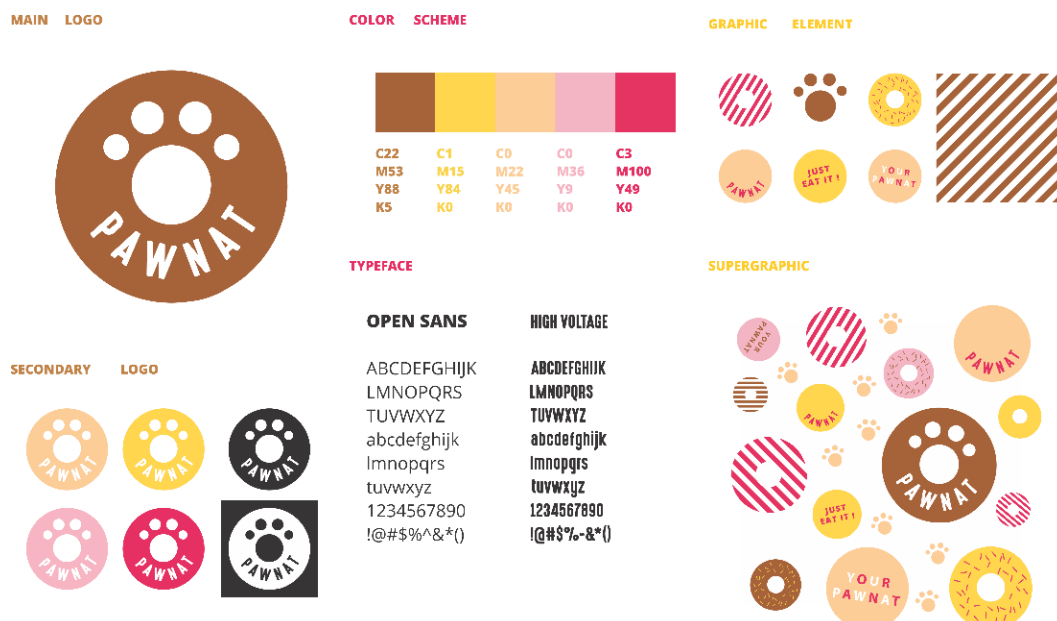 MAIN LOGO
PAWNAT
SECONDARY LOGO
PAWNAT
PAWNAT
PAWNAT
PAWNAT
PAWNAT
PAWNAT
COLOR SCHEME
C22 C1 C0 C0 C3
M53 M15 M22 M36 M100
Y88 Y84 Y45 Y9 Y49
K5 K0 K0 K0 K0
TYPEFACE
OPEN SANS
ABCDEFGHIJK
LMNOPQRS
TUVWXYZ
abcdefghijk
lmnopqrs
tuvwxyz
1234567890
!@#$%^&*()
HIGH VOLTAGE
ABCDEFGHIJK
LMNOPQRS
TUVWXYZ
abcdefghijk
lmnopqrs
tuvwxyz
1234567890
!@#$%-&*()
GRAPHIC ELEMENT
PAWNAT
JUST
EAT IT !
YOUR
PAWNAT
SUPERGRAPHIC
YOUR
PAWNAT
PAWNAT
PAWNAT
PAWNAT
JUST
EAT IT !
YOUR
PAWNAT